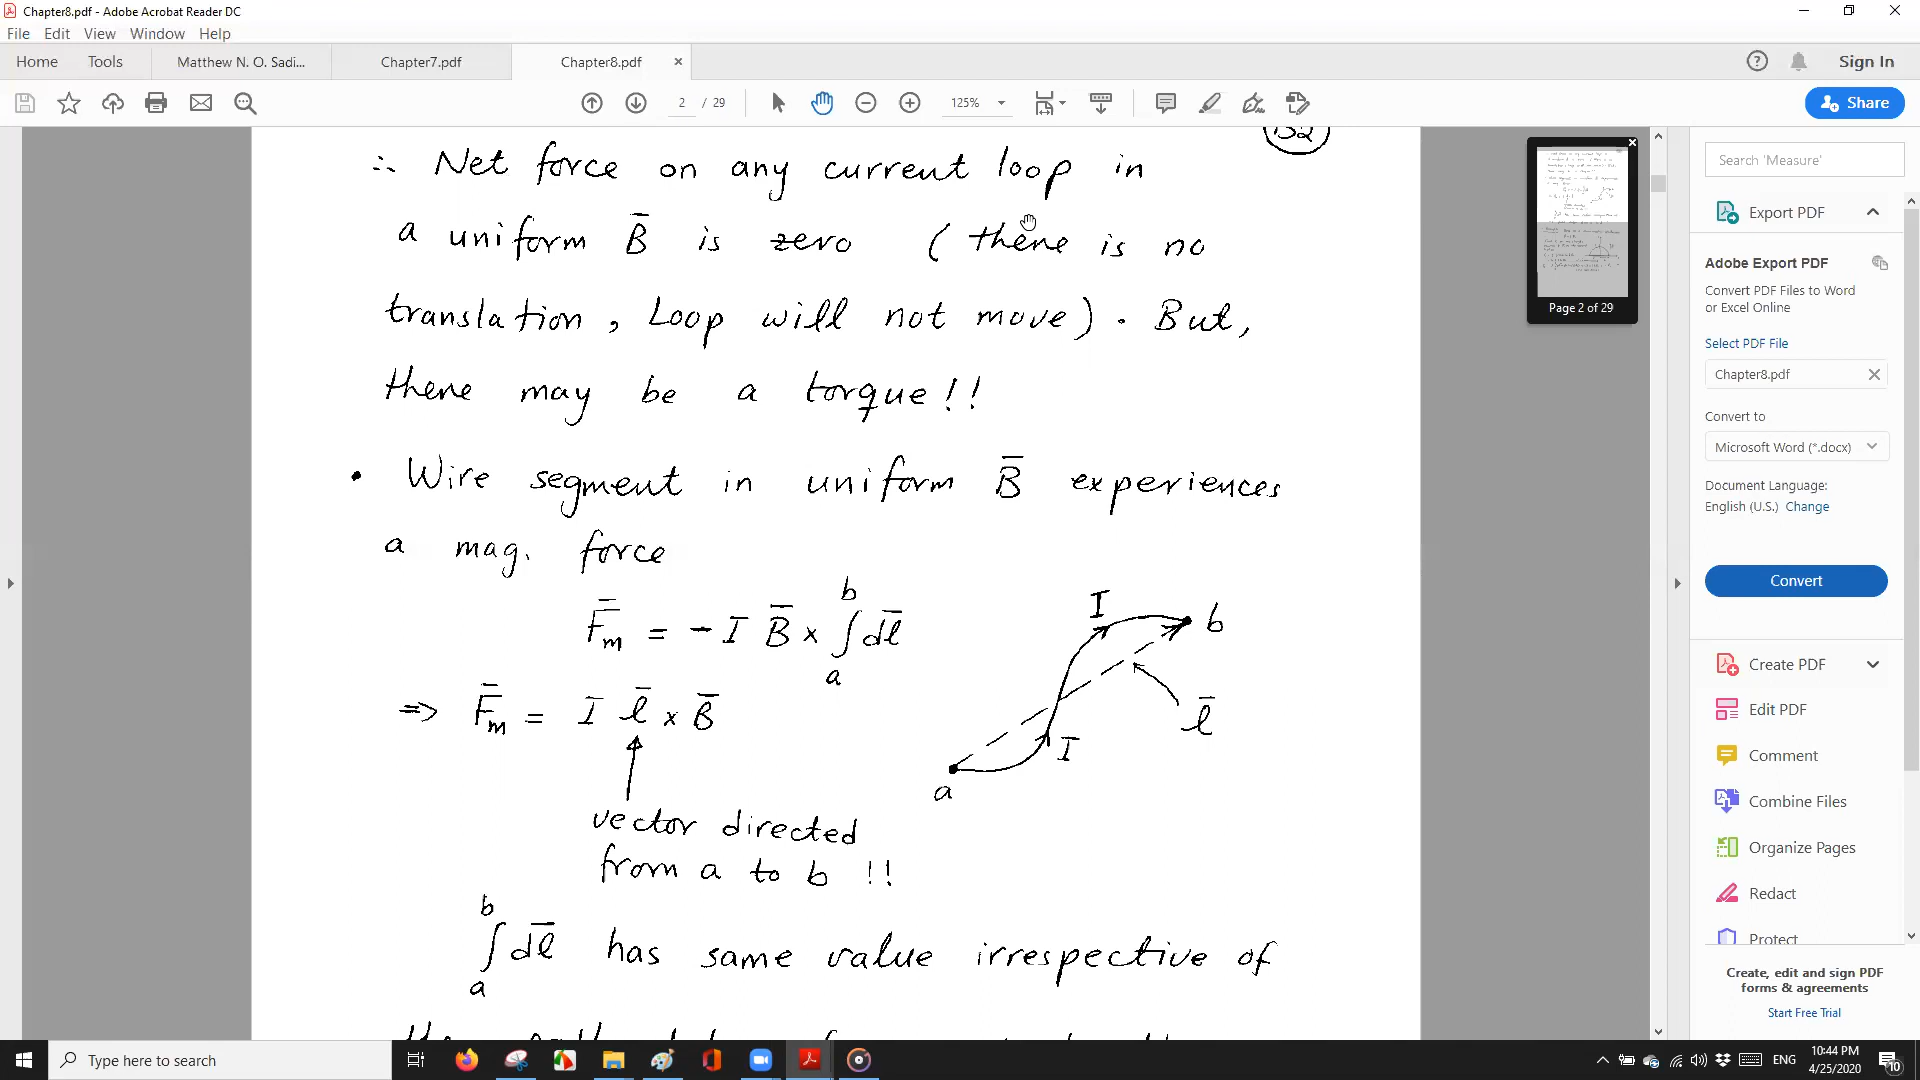 Chapter8.pdf - Adobe Acrobat Reader DC
File Edit View Window Help
Home Tools Matthew N. O. Sadi... Chapter7.pdf Chapter8.pdf × Sign In
2 / 29 125% Share
132
∴ Net force on any current loop in
a uniform B̄ is zero (there is no
translation, Loop will not move). But,
there may be a torque!!
• Wire segment in uniform B̄ experiences
a mag. force
F̄m = - I B̄ × ∫ₐᵇ dl̄
⇒ F̄m = I l̄ × B̄
vector directed
from a to b !!
I b
l̄
I
a
∫ₐᵇ dl̄ has same value irrespective of
Page 2 of 29
Search 'Measure'
Export PDF
Adobe Export PDF
Convert PDF Files to Word
or Excel Online
Select PDF File
Chapter8.pdf
Convert to
Microsoft Word (*.docx)
Document Language:
English (U.S.) Change
Convert
Create PDF
Edit PDF
Comment
Combine Files
Organize Pages
Redact
Protect
Create, edit and sign PDF
forms & agreements
Start Free Trial
Type here to search
ENG
10:44 PM
4/25/2020
10